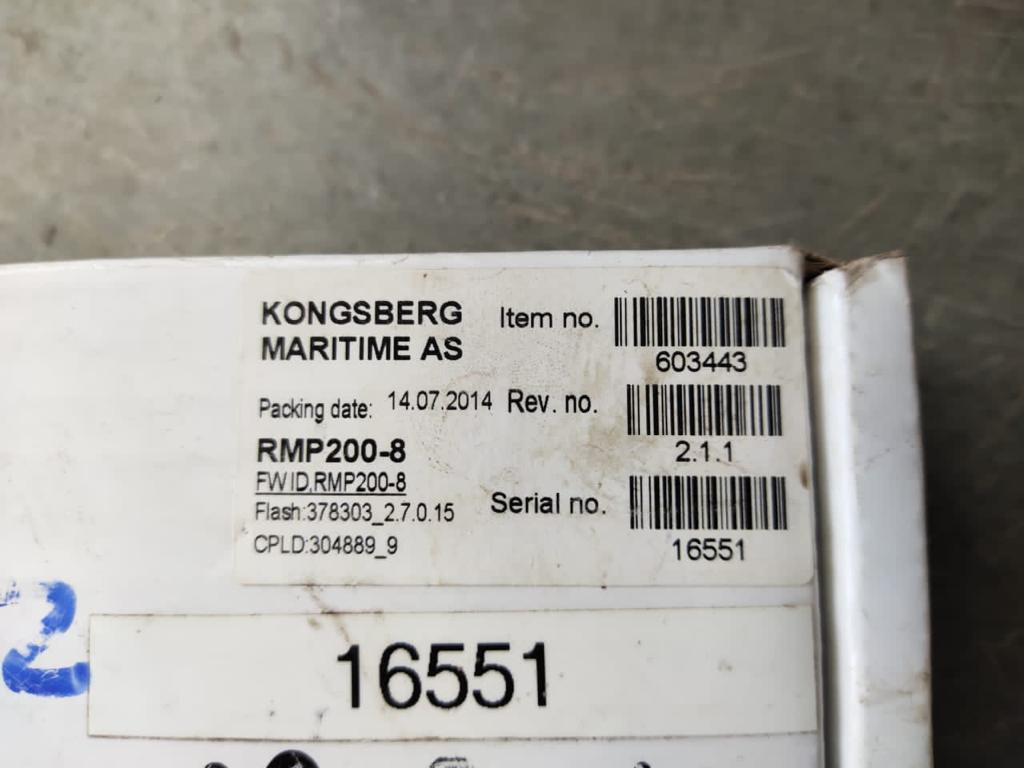 KONGSBERG
MARITIME AS
Item no.
603443
Packing date: 14.07.2014
Rev. no.
2.1.1
RMP200-8
FW ID,RMP200-8
Flash:378303_2.7.0.15
CPLD:304889_9
Serial no.
16551
2
16551